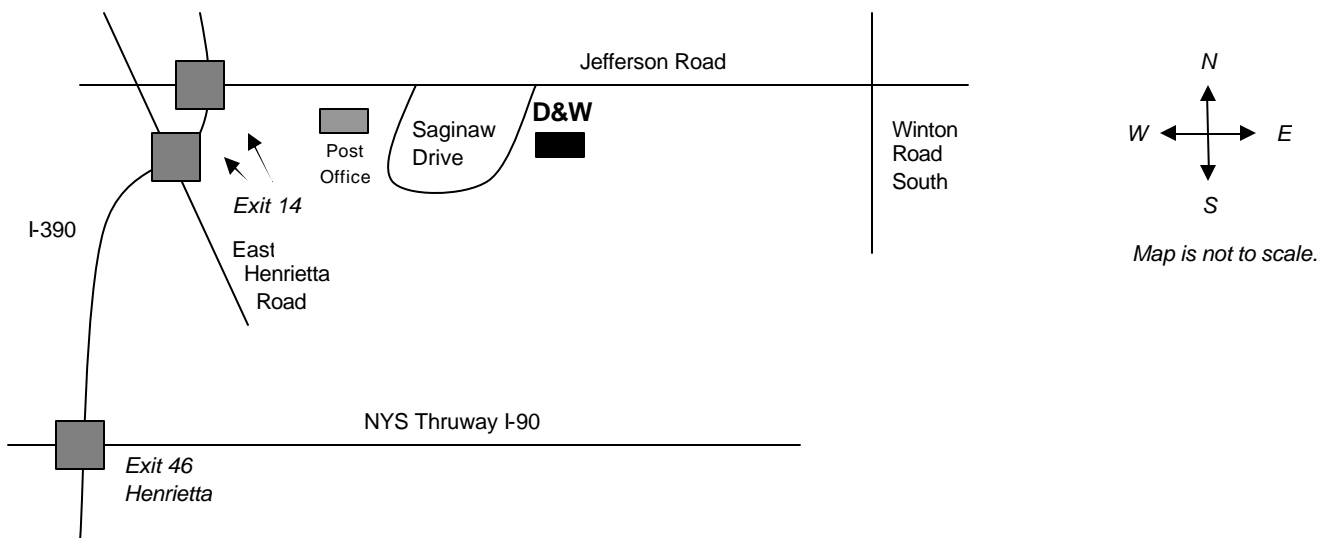 Jefferson Road
N
D&W
Saginaw
Drive
Winton
Road
South
W
E
Post
Office
Exit 14
S
I-390
East
Henrietta
Road
Map is not to scale.
NYS Thruway I-90
Exit 46
Henrietta